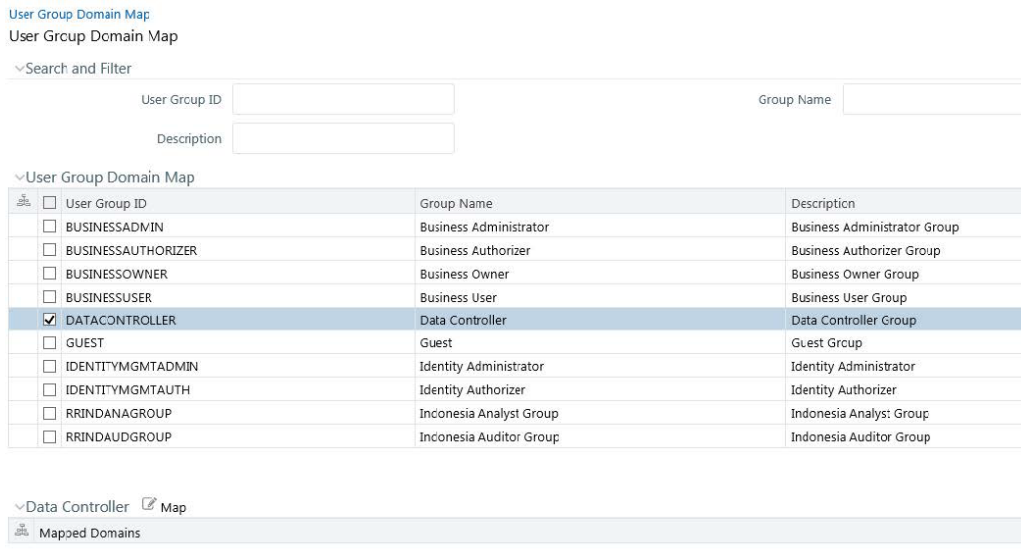 User Group Domain Map
User Group Domain Map
Search and Filter
User Group ID Group Name
Description
User Group Domain Map
User Group ID Group Name Description
BUSINESSADMIN Business Administrator Business Administrator Group
BUSINESSAUTHORIZER Business Authorizer Business Authorizer Group
BUSINESSOWNER Business Owner Business Owner Group
BUSINESSUSER Business User Business User Group
DATACONTROLLER Data Controller Data Controller Group
GUEST Guest Guest Group
IDENTITYMGMTADMIN Identity Administrator Identity Administrator
IDENTITYMGMTAUTH Identity Authorizer Identity Authorizer
RRINDANAGROUP Indonesia Analyst Group Indonesia Analyst Group
RRINDAUDGROUP Indonesia Auditor Group Indonesia Auditor Group
Data Controller Map
Mapped Domains